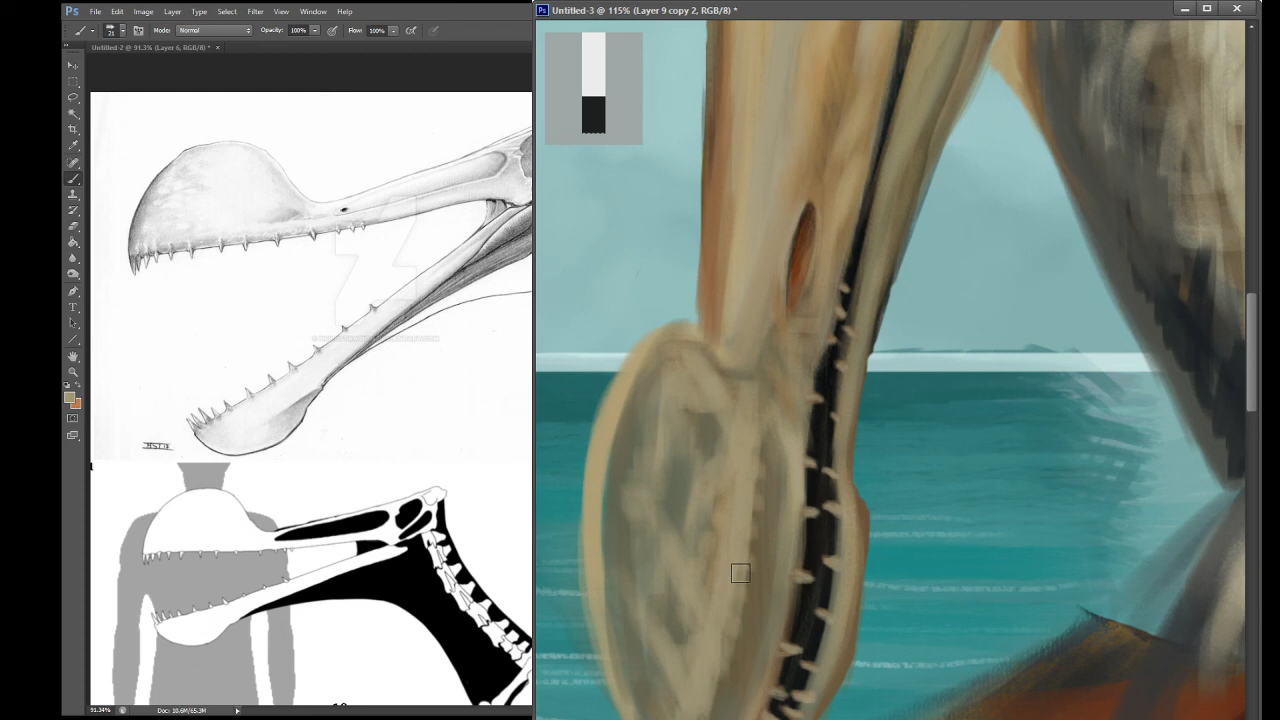 Ps File Edit Image Layer Type Select Filter View Window Help
21 Mode: Normal Opacity: 100% Flow: 100%
Untitled-2 @ 91.3% (Layer 6, RGB/8) * ×
91.34% Doc: 10.6M/65.3M
Ps Untitled-3 @ 115% (Layer 9 copy 2, RGB/8) *